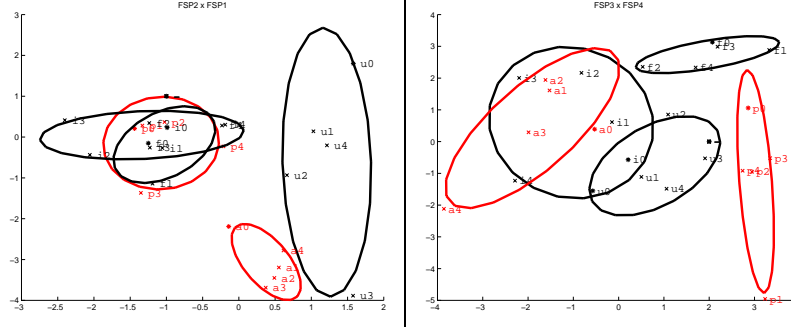 FSP2 x FSP1
3
2
1
0
−1
−2
−3
−4
−3 −2.5 −2 −1.5 −1 −0.5 0 0.5 1 1.5 2
u0
u1
u4
u2
u3
i3
i2
i0
f0
f1
p3
p4
p2
a0
a4
a2
a3
FSP3 x FSP4
4
3
2
1
0
−1
−2
−3
−4
−5
−4 −3 −2 −1 0 1 2 3
f0
f3
f1
f2
f4
i3
i2
a2
a1
i1
a0
a3
u2
p0
i0
u3
p3
p2
i4
u0
u1
u4
a4
p1